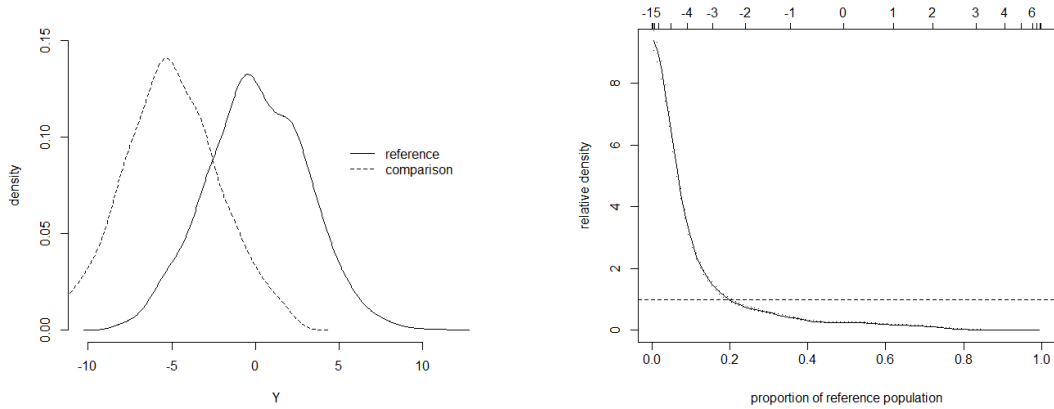 0.15
0.10
0.05
0.00
density
reference
comparison
-10 -5 0 5 10
Y
-15 -4 -3 -2 -1 0 1 2 3 4 6
8
6
4
2
0
relative density
0.0 0.2 0.4 0.6 0.8 1.0
proportion of reference population